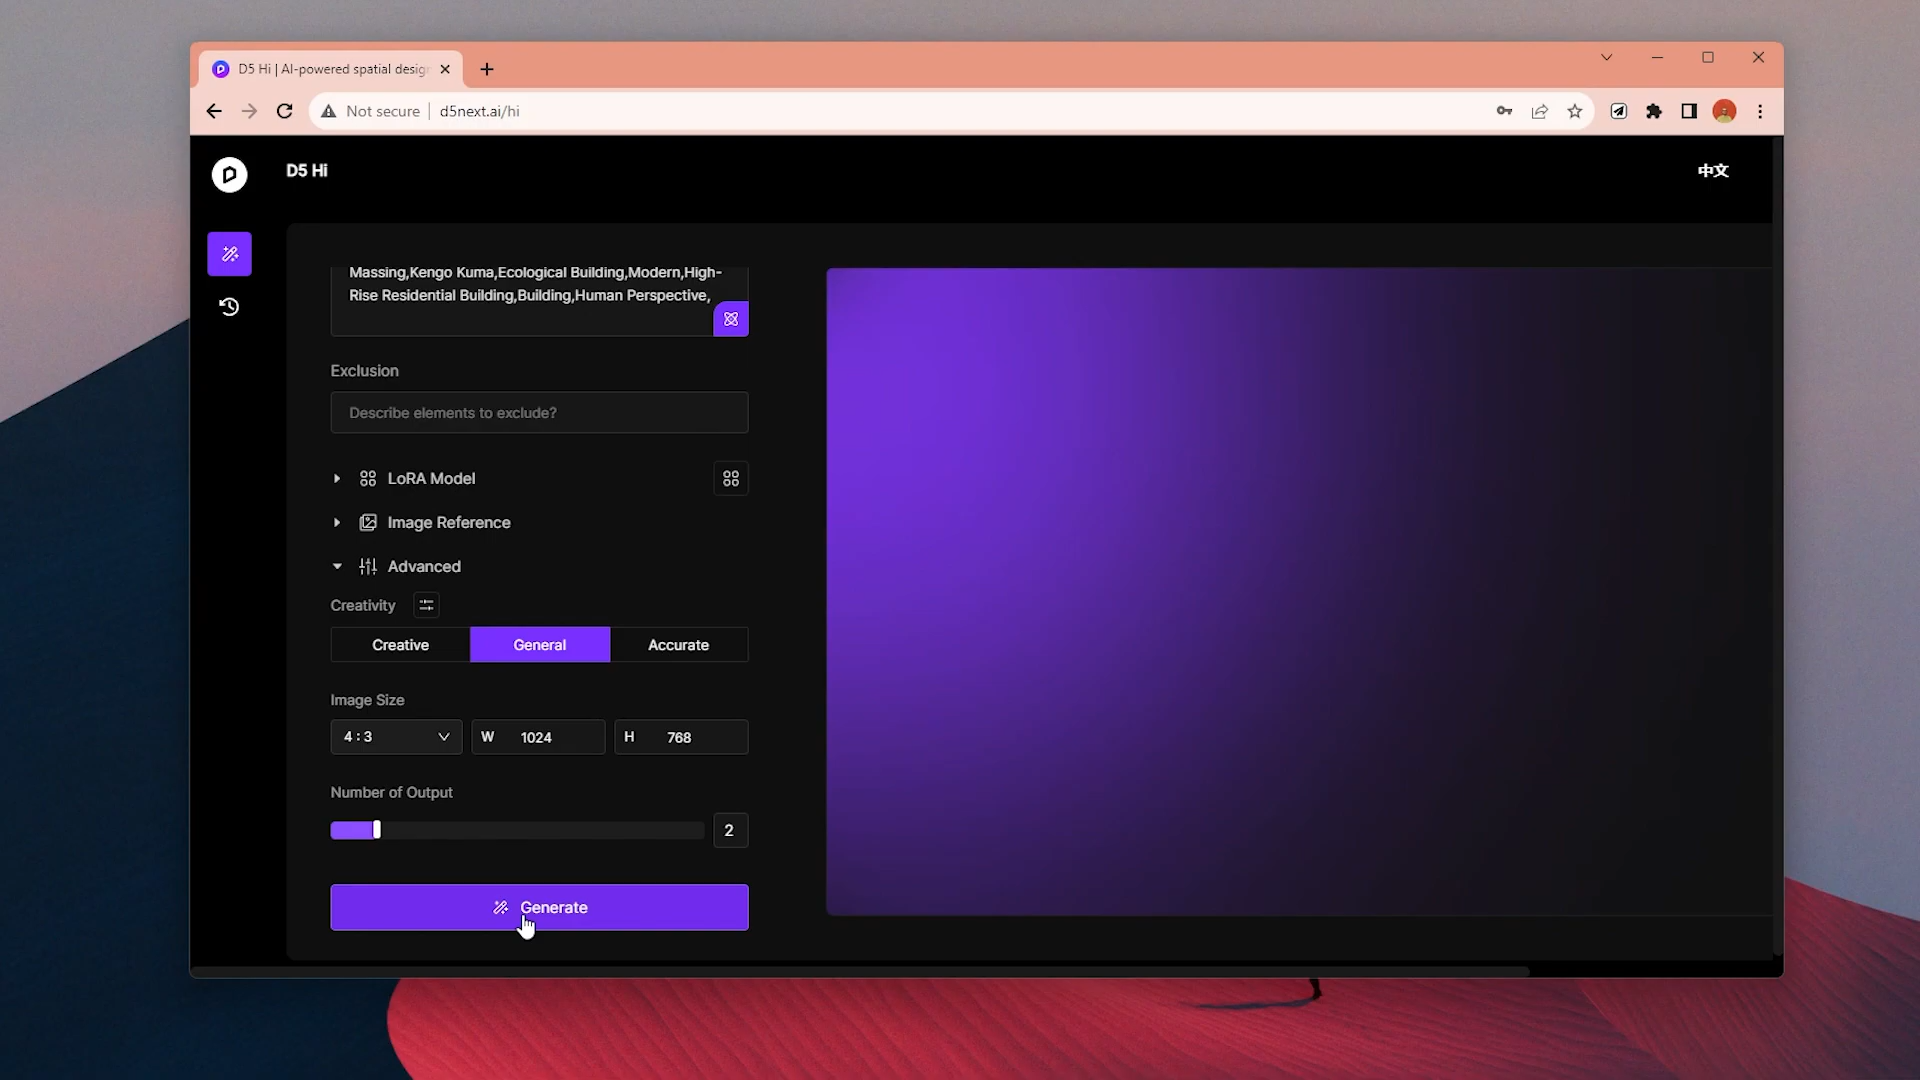 D5 Hi | AI-powered spatial desig
Not secure
d5next.ai/hi
D5 Hi
中文
Massing,Kengo Kuma,Ecological Building,Modern,High-
Rise Residential Building,Building,Human Perspective,
Exclusion
Describe elements to exclude?
LoRA Model
Image Reference
Advanced
Creativity
Creative
General
Accurate
Image Size
4 : 3
W 1024
H 768
Number of Output
2
Generate